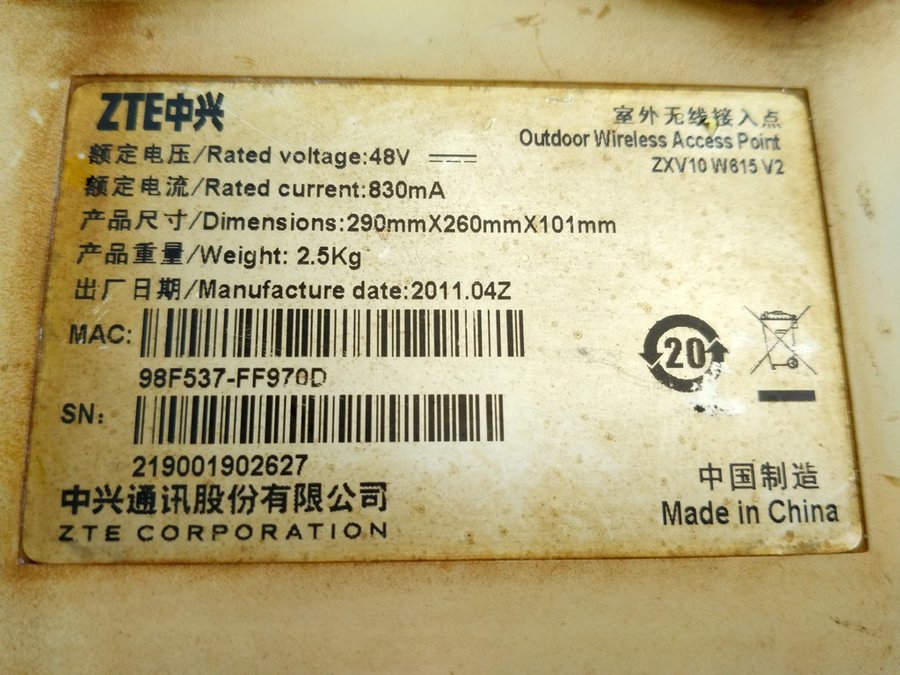 ZTE中兴
室外无线接入点
Outdoor Wireless Access Point
ZXV10 W615 V2
额定电压/Rated voltage:48V
额定电流/Rated current:830mA
产品尺寸/Dimensions:290mmX260mmX101mm
产品重量/Weight: 2.5Kg
出厂日期/Manufacture date:2011.04Z
MAC:
98F537-FF970D
20
SN:
219001902627
中兴通讯股份有限公司
ZTE CORPORATION
中国制造
Made in China